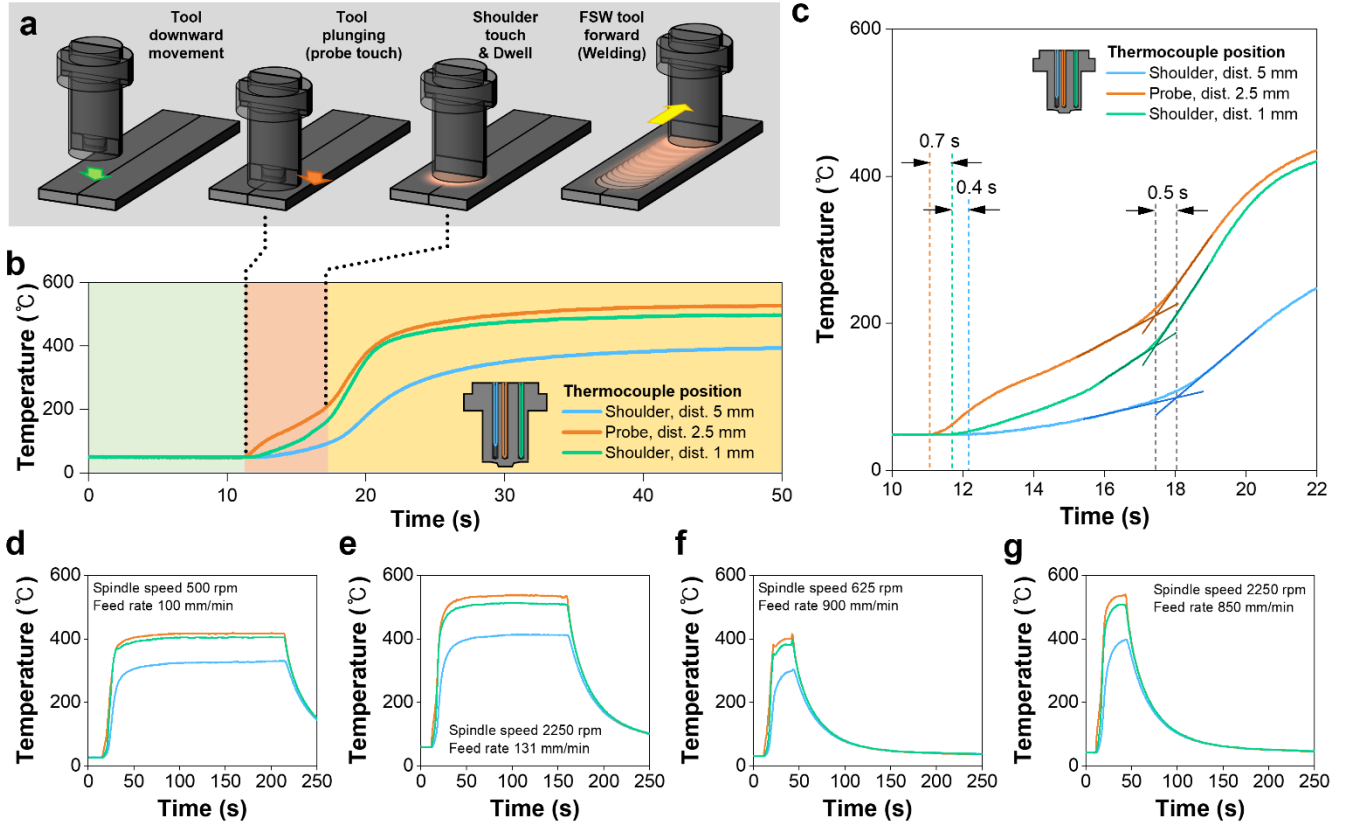 a
Tool
downward
movement
Tool
plunging
(probe touch)
Shoulder
touch
& Dwell
FSW tool
forward
(Welding)
b
Temperature (℃)
600
400
200
0
0
10
20
30
40
50
Time (s)
Thermocouple position
Shoulder, dist. 5 mm
Probe, dist. 2.5 mm
Shoulder, dist. 1 mm
c
Temperature (℃)
600
400
200
0
10
12
14
16
18
20
22
Time (s)
Thermocouple position
Shoulder, dist. 5 mm
Probe, dist. 2.5 mm
Shoulder, dist. 1 mm
0.7 s
0.4 s
0.5 s
d
Temperature (℃)
600
400
200
0
0
50
100
150
200
250
Time (s)
Spindle speed 500 rpm
Feed rate 100 mm/min
e
Temperature (℃)
600
400
200
0
0
50
100
150
200
250
Time (s)
Spindle speed 2250 rpm
Feed rate 131 mm/min
f
Temperature (℃)
600
400
200
0
0
50
100
150
200
250
Time (s)
Spindle speed 625 rpm
Feed rate 900 mm/min
g
Temperature (℃)
600
400
200
0
0
50
100
150
200
250
Time (s)
Spindle speed 2250 rpm
Feed rate 850 mm/min